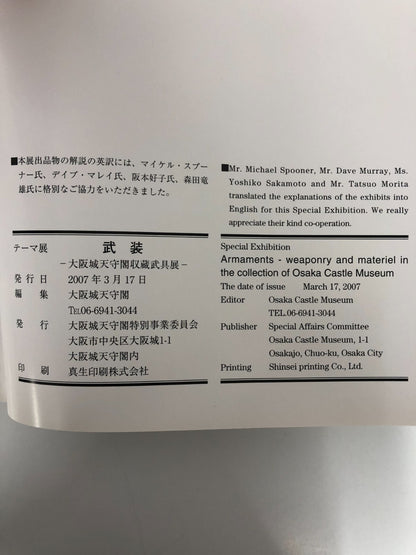 ■本展出品物の解説の英訳には、マイケル・スプー
ナー氏、デイブ・マレイ氏、阪本好子氏、森田竜
雄氏に格別なご協力をいただきました。
テーマ展 武 装
－大阪城天守閣収蔵武具展－
発 行 日 2007 年 3 月 17 日
編 集 大阪城天守閣
TEL.06-6941-3044
発 行 大阪城天守閣特別事業委員会
大阪市中央区大阪城1-1
大阪城天守閣内
印 刷 真生印刷株式会社
■Mr. Michael Spooner, Mr. Dave Murray, Ms.
Yoshiko Sakamoto and Mr. Tatsuo Morita
translated the explanations of the exhibits into
English for this Special Exhibition. We really
appreciate their kind co-operation.
Special Exhibition
Armaments - weaponry and materiel in
the collection of Osaka Castle Museum
The date of issue March 17, 2007
Editor Osaka Castle Museum
TEL.06-6941-3044
Publisher Special Affairs Committee
Osaka Castle Museum, 1-1
Osakajo, Chuo-ku, Osaka City
Printing Shinsei printing Co., Ltd.